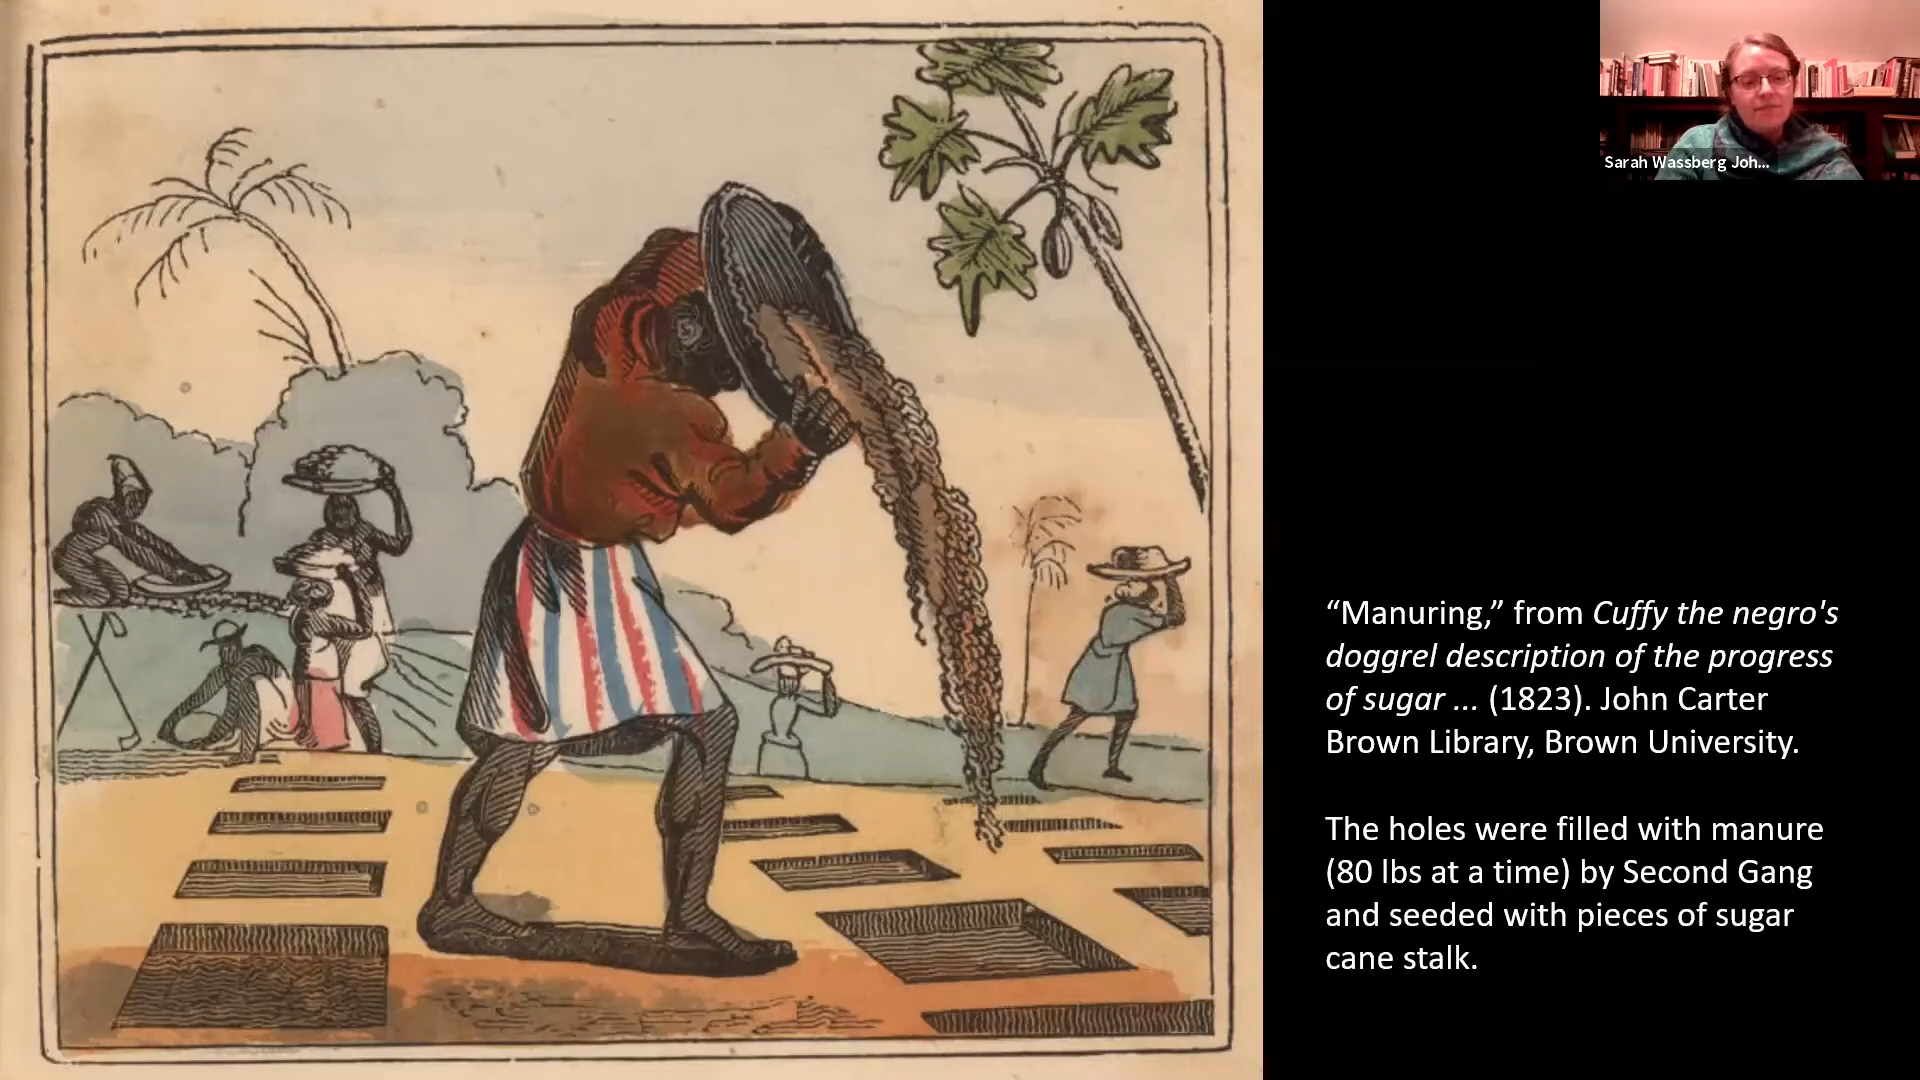 Sarah Wassberg Joh...
“Manuring,” from Cuffy the negro's
doggrel description of the progress
of sugar ... (1823). John Carter
Brown Library, Brown University.
The holes were filled with manure
(80 lbs at a time) by Second Gang
and seeded with pieces of sugar
cane stalk.